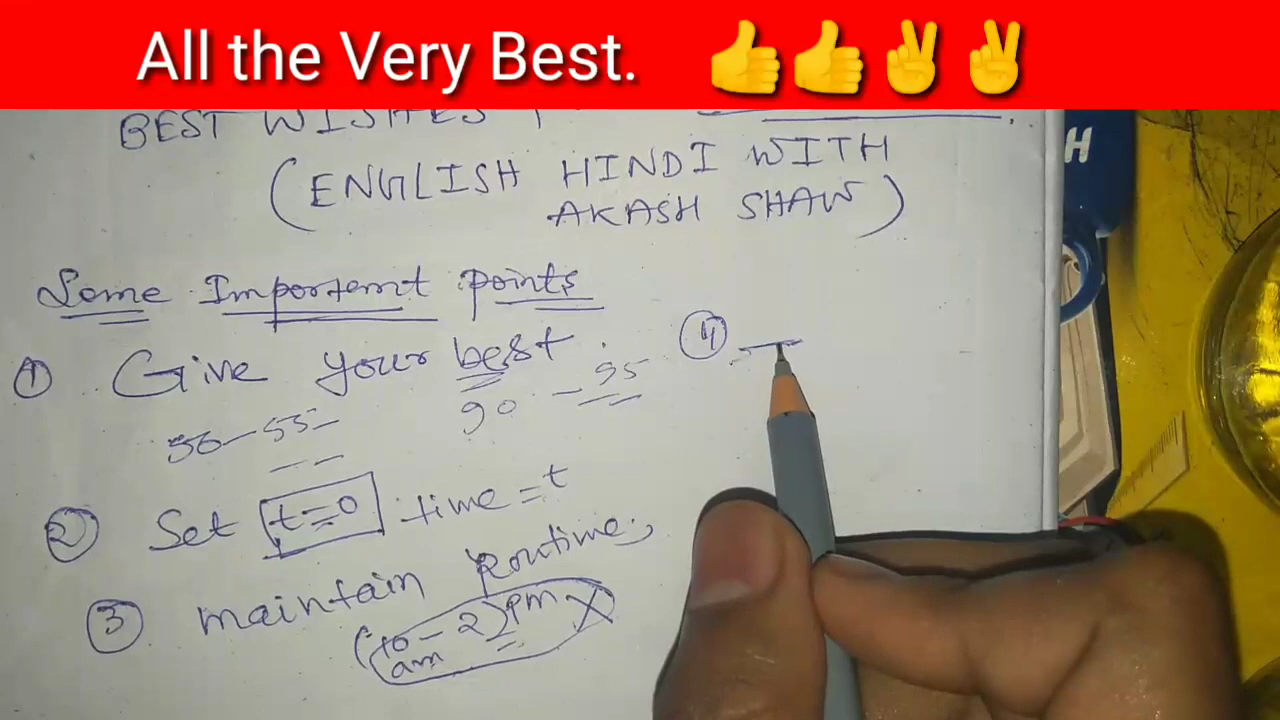 All the Very Best. 👍👍✌✌
BEST WISHES
(ENGLISH HINDI WITH
AKASH SHAW)
H
Some Importemt points
① Give your best.
90 - 95
50 - 55
② Set t=0 time = t
③ maintain Routine,
(10 - 2) pm X
am
④